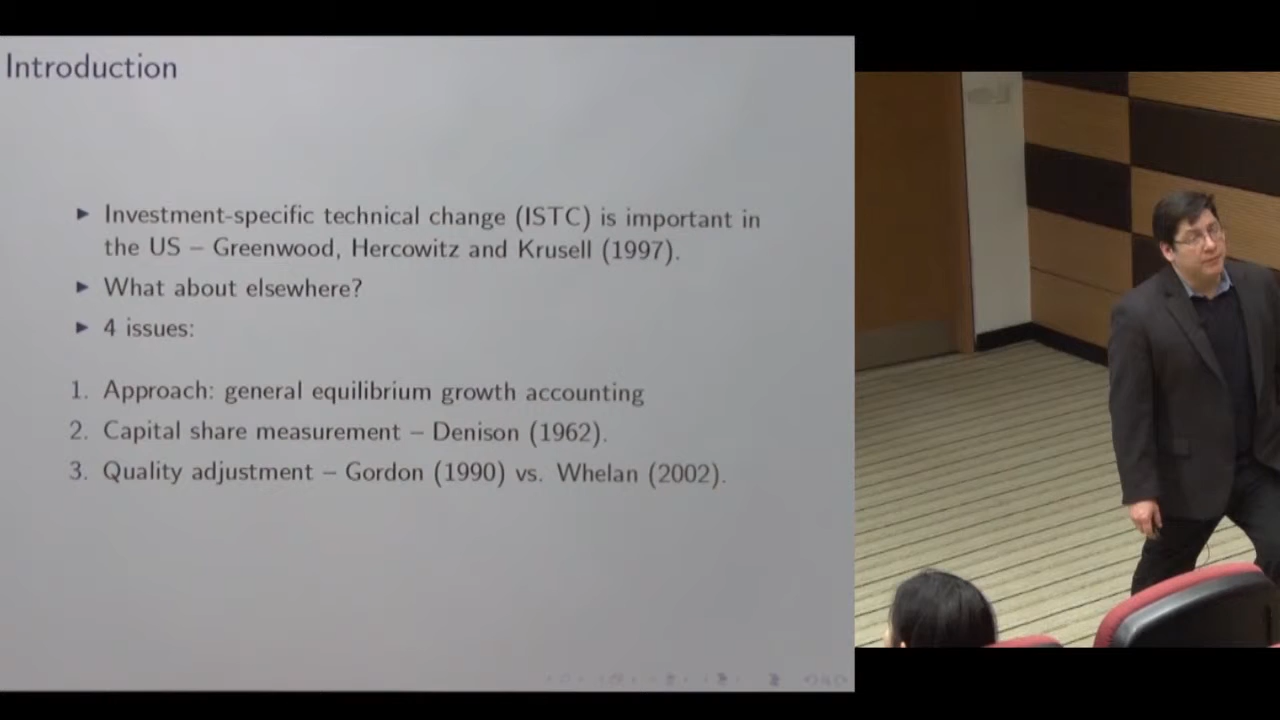 Introduction
► Investment-specific technical change (ISTC) is important in
the US – Greenwood, Hercowitz and Krusell (1997).
► What about elsewhere?
► 4 issues:
1. Approach: general equilibrium growth accounting
2. Capital share measurement – Denison (1962).
3. Quality adjustment – Gordon (1990) vs. Whelan (2002).